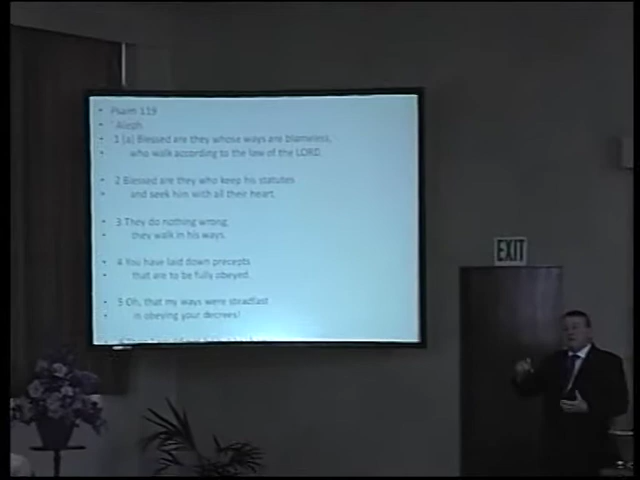 Psalm 119
' Aleph
1 (a) Blessed are they whose ways are blameless,
who walk according to the law of the LORD.
2 Blessed are they who keep his statutes
and seek him with all their heart.
3 They do nothing wrong;
they walk in his ways.
4 You have laid down precepts
that are to be fully obeyed.
5 Oh, that my ways were steadfast
in obeying your decrees!
EXIT